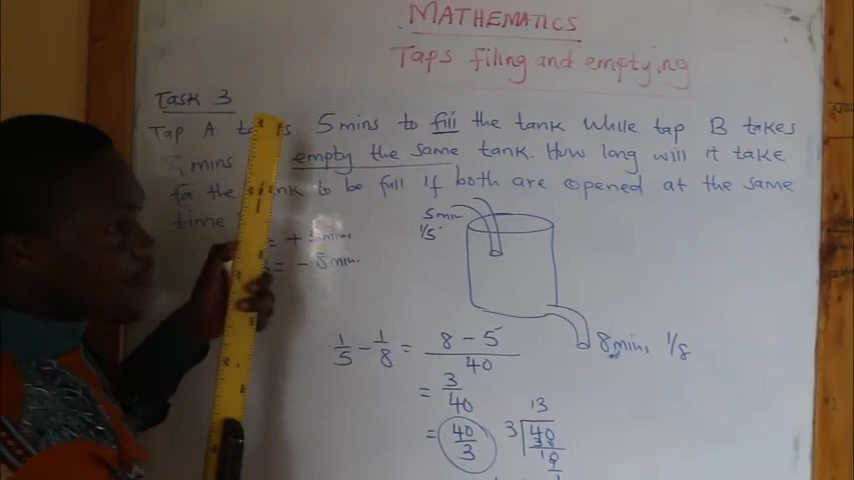 MATHEMATICS
Taps filing and emptying
Task 3
Tap A 5mins to fill the tank While tap B takes
8mins empty the same tank. How long will it take
for the to be full if both are opened at the same
time
= + 5min.
= - 8min.
5min
1/5
8mins 1/8
1/5 - 1/8 = 8 - 5 / 40
= 3/40
= 40/3
13
3 40